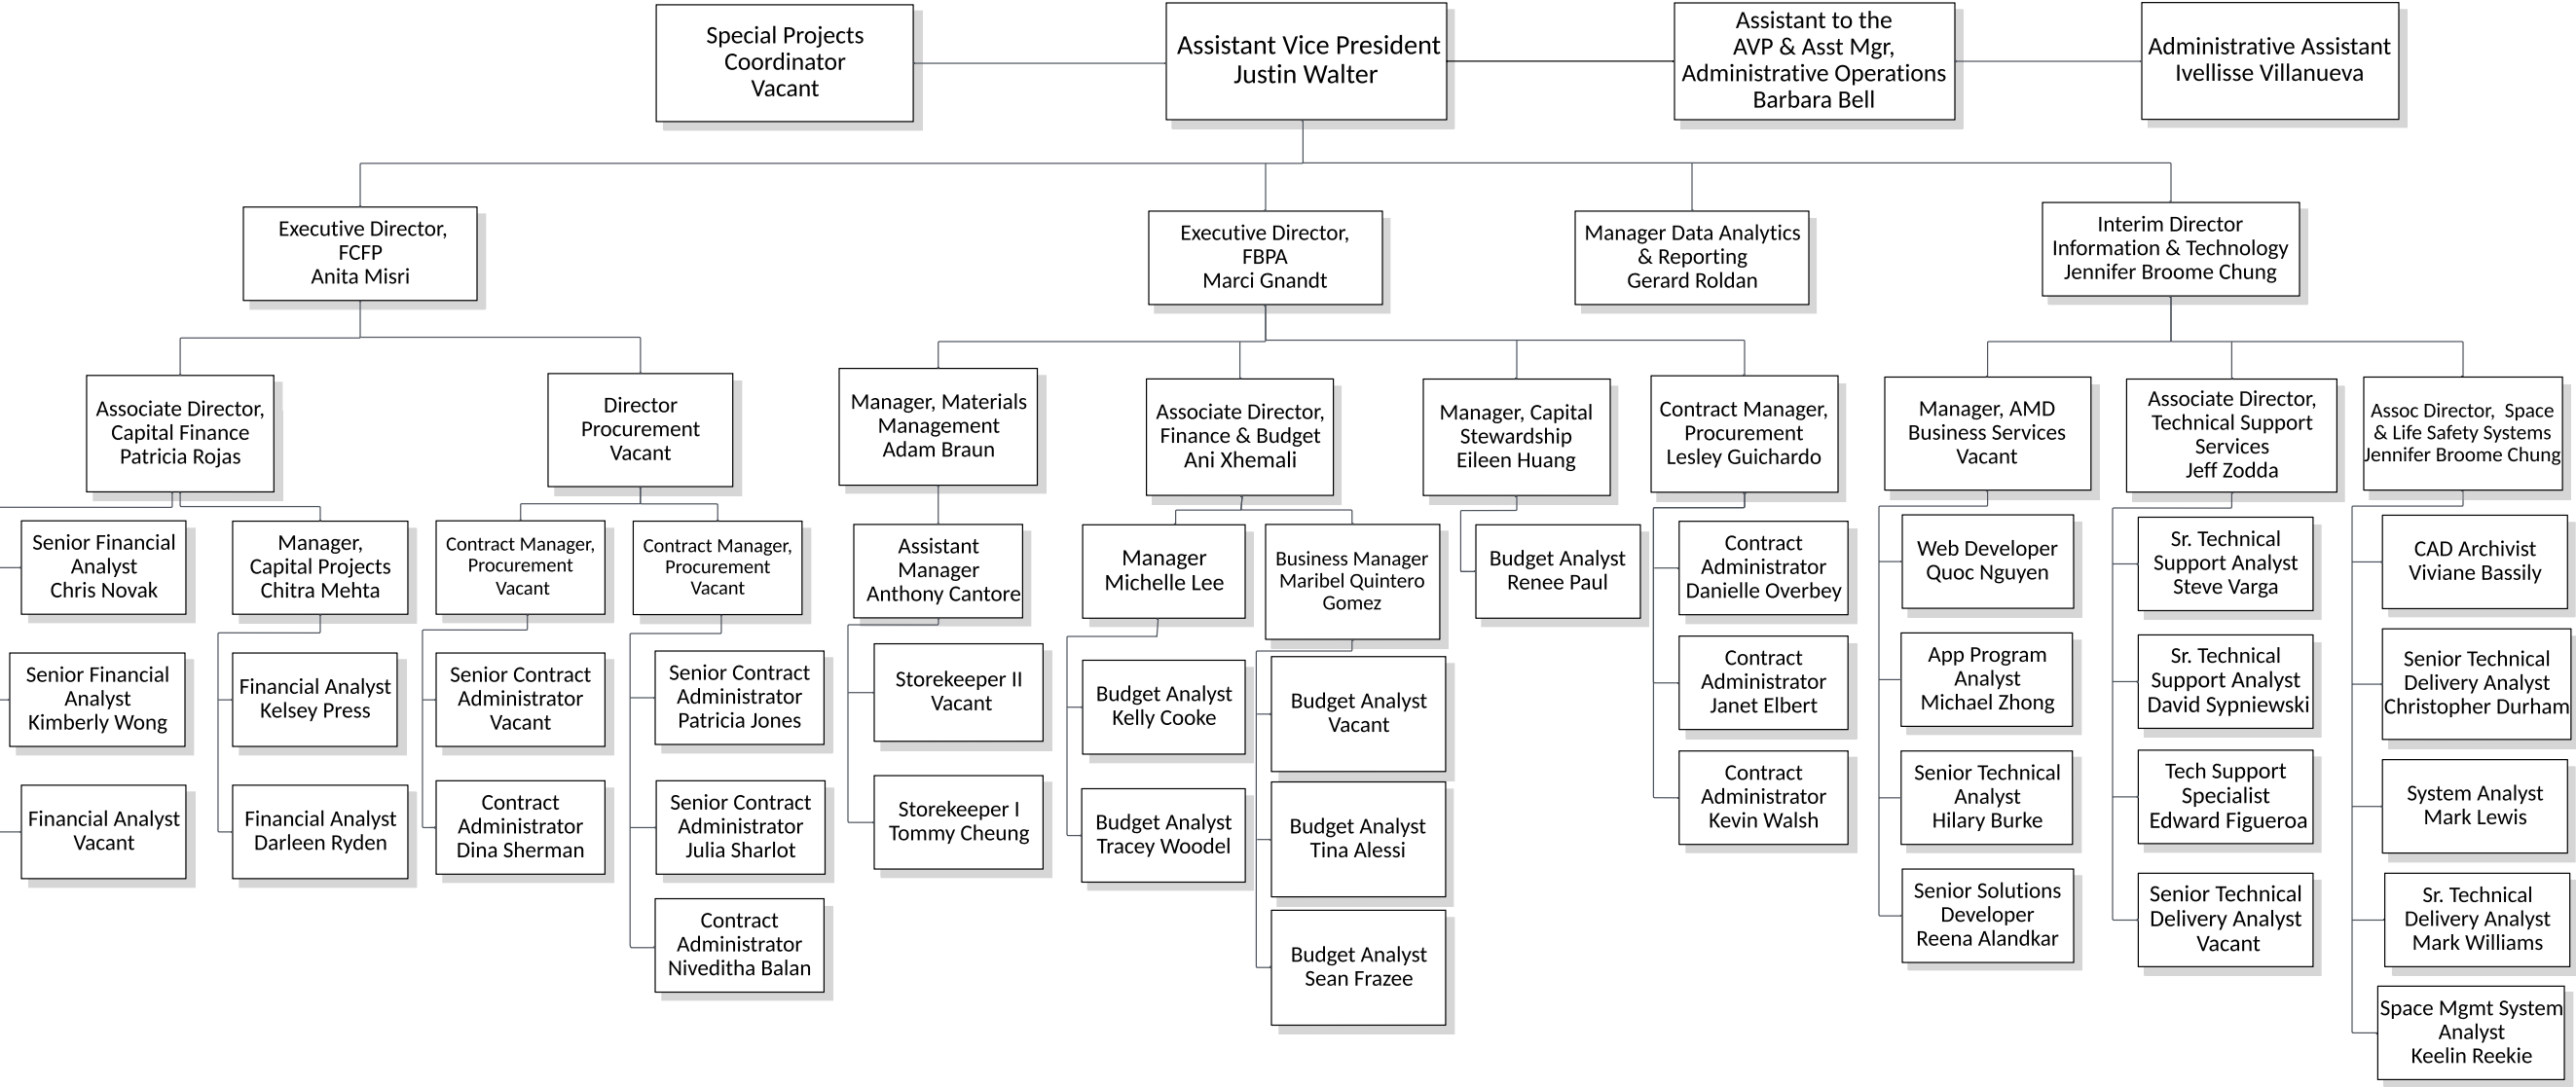 Special Projects
Coordinator
Vacant
Assistant Vice President
Justin Walter
Assistant to the
AVP & Asst Mgr,
Administrative Operations
Barbara Bell
Administrative Assistant
Ivellisse Villanueva
Executive Director,
FCFP
Anita Misri
Executive Director,
FBPA
Marci Gnandt
Manager Data Analytics
& Reporting
Gerard Roldan
Interim Director
Information & Technology
Jennifer Broome Chung
Associate Director,
Capital Finance
Patricia Rojas
Director
Procurement
Vacant
Manager, Materials
Management
Adam Braun
Associate Director,
Finance & Budget
Ani Xhemali
Manager, Capital
Stewardship
Eileen Huang
Contract Manager,
Procurement
Lesley Guichardo
Manager, AMD
Business Services
Vacant
Associate Director,
Technical Support
Services
Jeff Zodda
Assoc Director, Space
& Life Safety Systems
Jennifer Broome Chung
Senior Financial
Analyst
Chris Novak
Manager,
Capital Projects
Chitra Mehta
Contract Manager,
Procurement
Vacant
Contract Manager,
Procurement
Vacant
Assistant
Manager
Anthony Cantore
Manager
Michelle Lee
Business Manager
Maribel Quintero
Gomez
Budget Analyst
Renee Paul
Contract
Administrator
Danielle Overbey
Web Developer
Quoc Nguyen
Sr. Technical
Support Analyst
Steve Varga
CAD Archivist
Viviane Bassily
Senior Financial
Analyst
Kimberly Wong
Financial Analyst
Kelsey Press
Senior Contract
Administrator
Vacant
Senior Contract
Administrator
Patricia Jones
Storekeeper II
Vacant
Budget Analyst
Kelly Cooke
Budget Analyst
Vacant
Contract
Administrator
Janet Elbert
App Program
Analyst
Michael Zhong
Sr. Technical
Support Analyst
David Sypniewski
Senior Technical
Delivery Analyst
Christopher Durham
Financial Analyst
Vacant
Financial Analyst
Darleen Ryden
Contract
Administrator
Dina Sherman
Senior Contract
Administrator
Julia Sharlot
Storekeeper I
Tommy Cheung
Budget Analyst
Tracey Woodel
Budget Analyst
Tina Alessi
Contract
Administrator
Kevin Walsh
Senior Technical
Analyst
Hilary Burke
Tech Support
Specialist
Edward Figueroa
System Analyst
Mark Lewis
Contract
Administrator
Niveditha Balan
Budget Analyst
Sean Frazee
Senior Solutions
Developer
Reena Alandkar
Senior Technical
Delivery Analyst
Vacant
Sr. Technical
Delivery Analyst
Mark Williams
Space Mgmt System
Analyst
Keelin Reekie